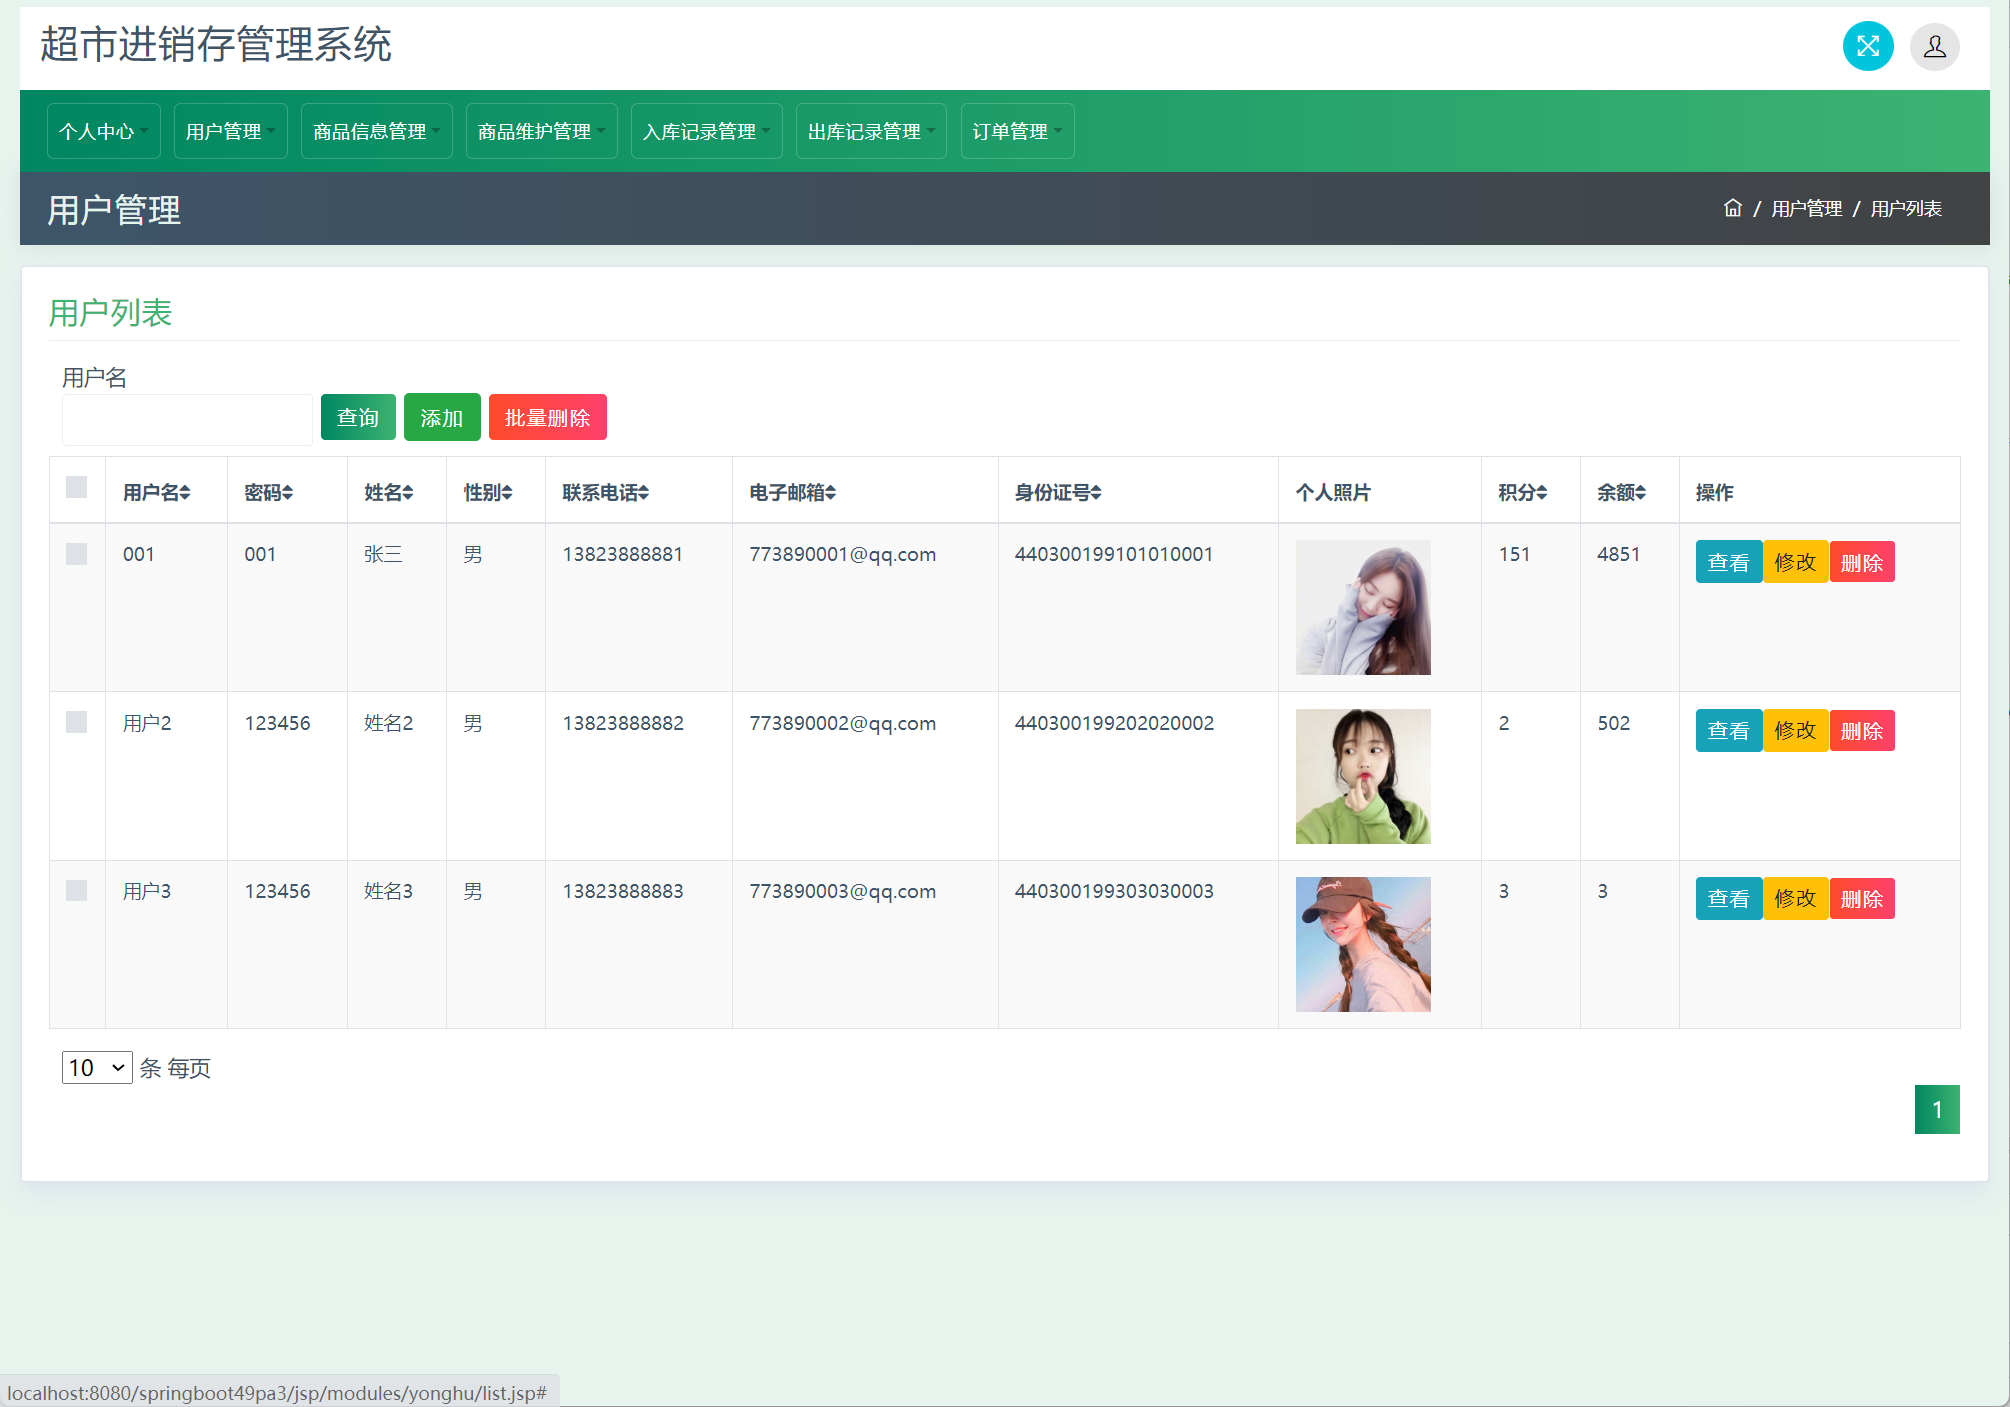 超市进销存管理系统
个人中心 用户管理 商品信息管理 商品维护管理 入库记录管理 出库记录管理 订单管理
用户管理 / 用户管理 / 用户列表
用户列表
用户名
查询 添加 批量删除
用户名 密码 姓名 性别 联系电话 电子邮箱 身份证号 个人照片 积分 余额 操作
001 001 张三 男 13823888881 773890001@qq.com 440300199101010001 151 4851 查看 修改 删除
用户2 123456 姓名2 男 13823888882 773890002@qq.com 440300199202020002 2 502 查看 修改 删除
用户3 123456 姓名3 男 13823888883 773890003@qq.com 440300199303030003 3 3 查看 修改 删除
10 条 每页
1
localhost:8080/springboot49pa3/jsp/modules/yonghu/list.jsp#